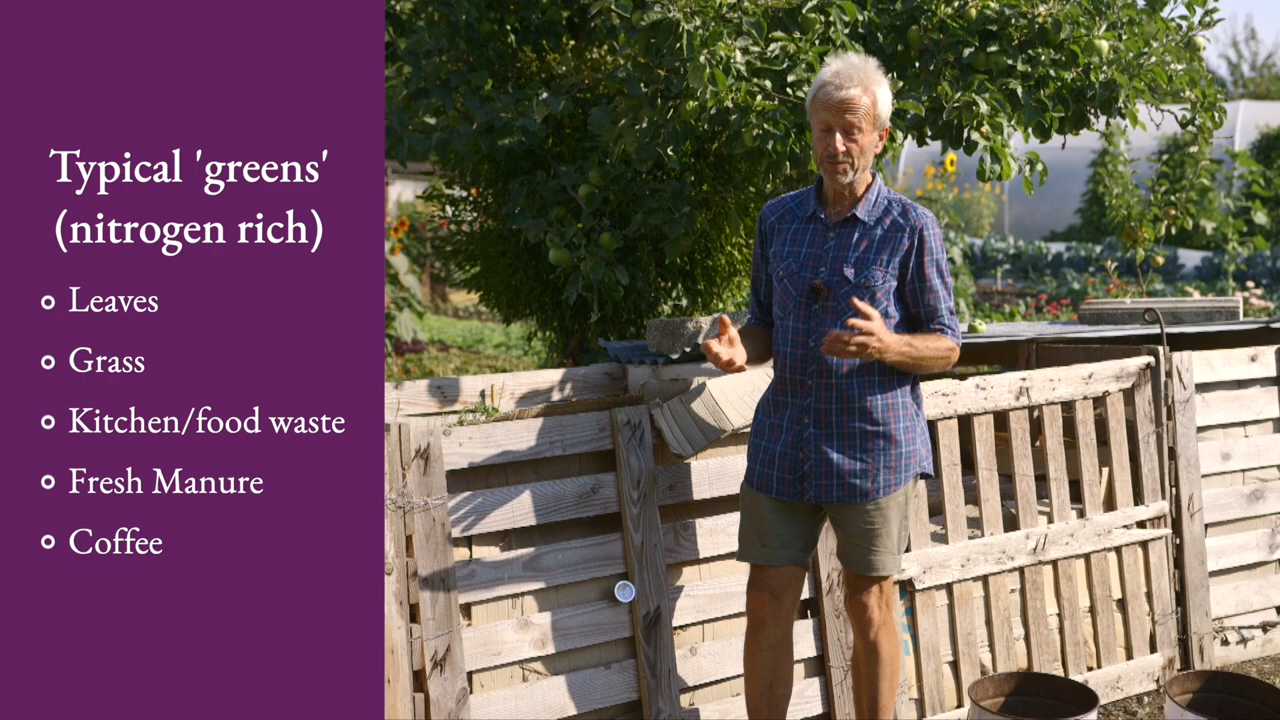 Typical 'greens'
(nitrogen rich)
Leaves
Grass
Kitchen/food waste
Fresh Manure
Coffee